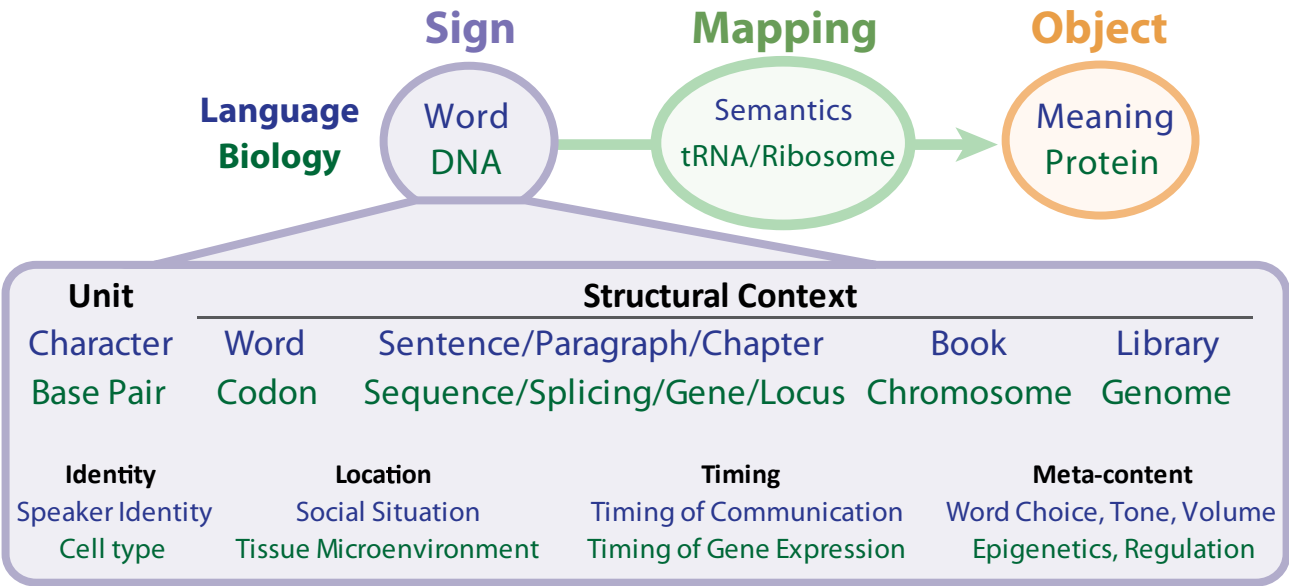 Sign Mapping Object
Language Word Semantics Meaning
Biology DNA tRNA/Ribosome Protein
Unit Structural Context
Character Word Sentence/Paragraph/Chapter Book Library
Base Pair Codon Sequence/Splicing/Gene/Locus Chromosome Genome
Identity Location Timing Meta-content
Speaker Identity Social Situation Timing of Communication Word Choice, Tone, Volume
Cell type Tissue Microenvironment Timing of Gene Expression Epigenetics, Regulation